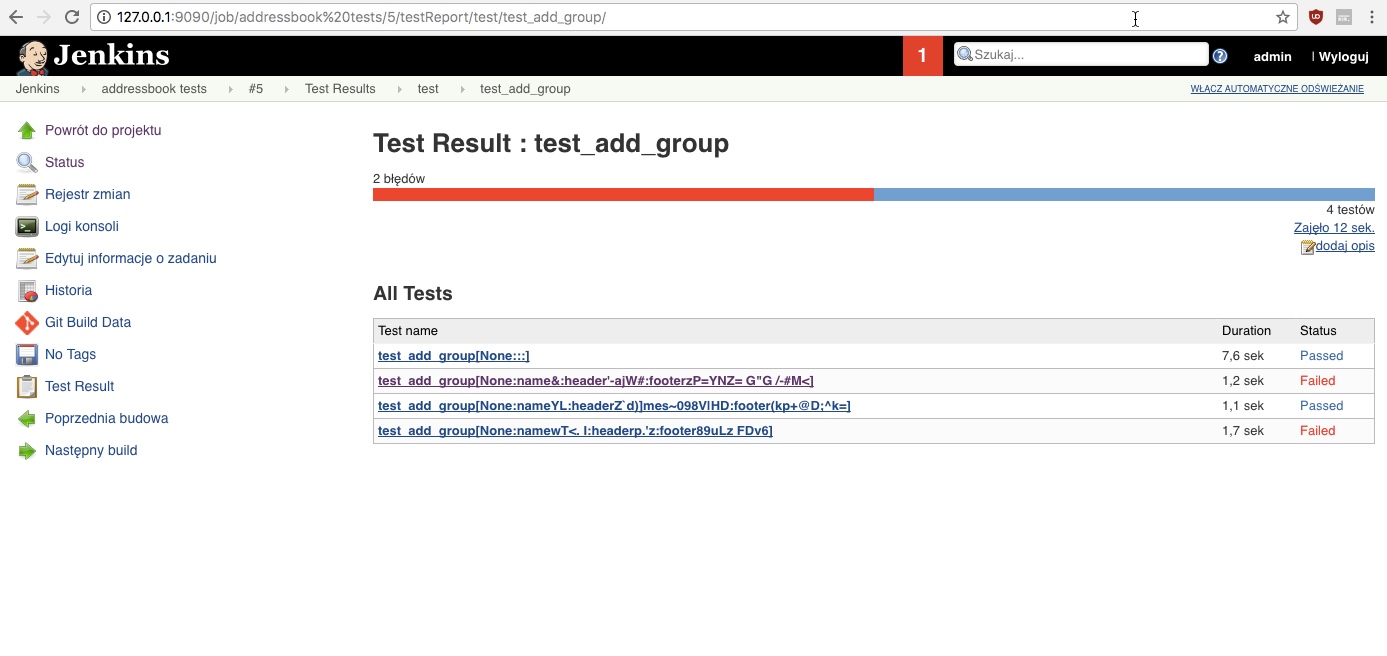 127.0.0.1:9090/job/addressbook%20tests/5/testReport/test/test_add_group/
Jenkins
1
Szukaj...
admin
| Wyloguj
Jenkins
addressbook tests
#5
Test Results
test
test_add_group
WŁĄCZ AUTOMATYCZNE ODŚWIEŻANIE
Powrót do projektu
Status
Rejestr zmian
Logi konsoli
Edytuj informacje o zadaniu
Historia
Git Build Data
No Tags
Test Result
Poprzednia budowa
Następny build
Test Result : test_add_group
2 błędów
4 testów
Zajęło 12 sek.
dodaj opis
All Tests
Test name Duration Status
test_add_group[None:::] 7,6 sek Passed
test_add_group[None:name&:header'-ajW#:footerzP=YNZ= G"G /-#M<] 1,2 sek Failed
test_add_group[None:nameYL:headerZ`d)]mes~098V|HD:footer(kp+@D;^k=] 1,1 sek Passed
test_add_group[None:namewT<. I:headerp.'z:footer89uLz FDv6] 1,7 sek Failed